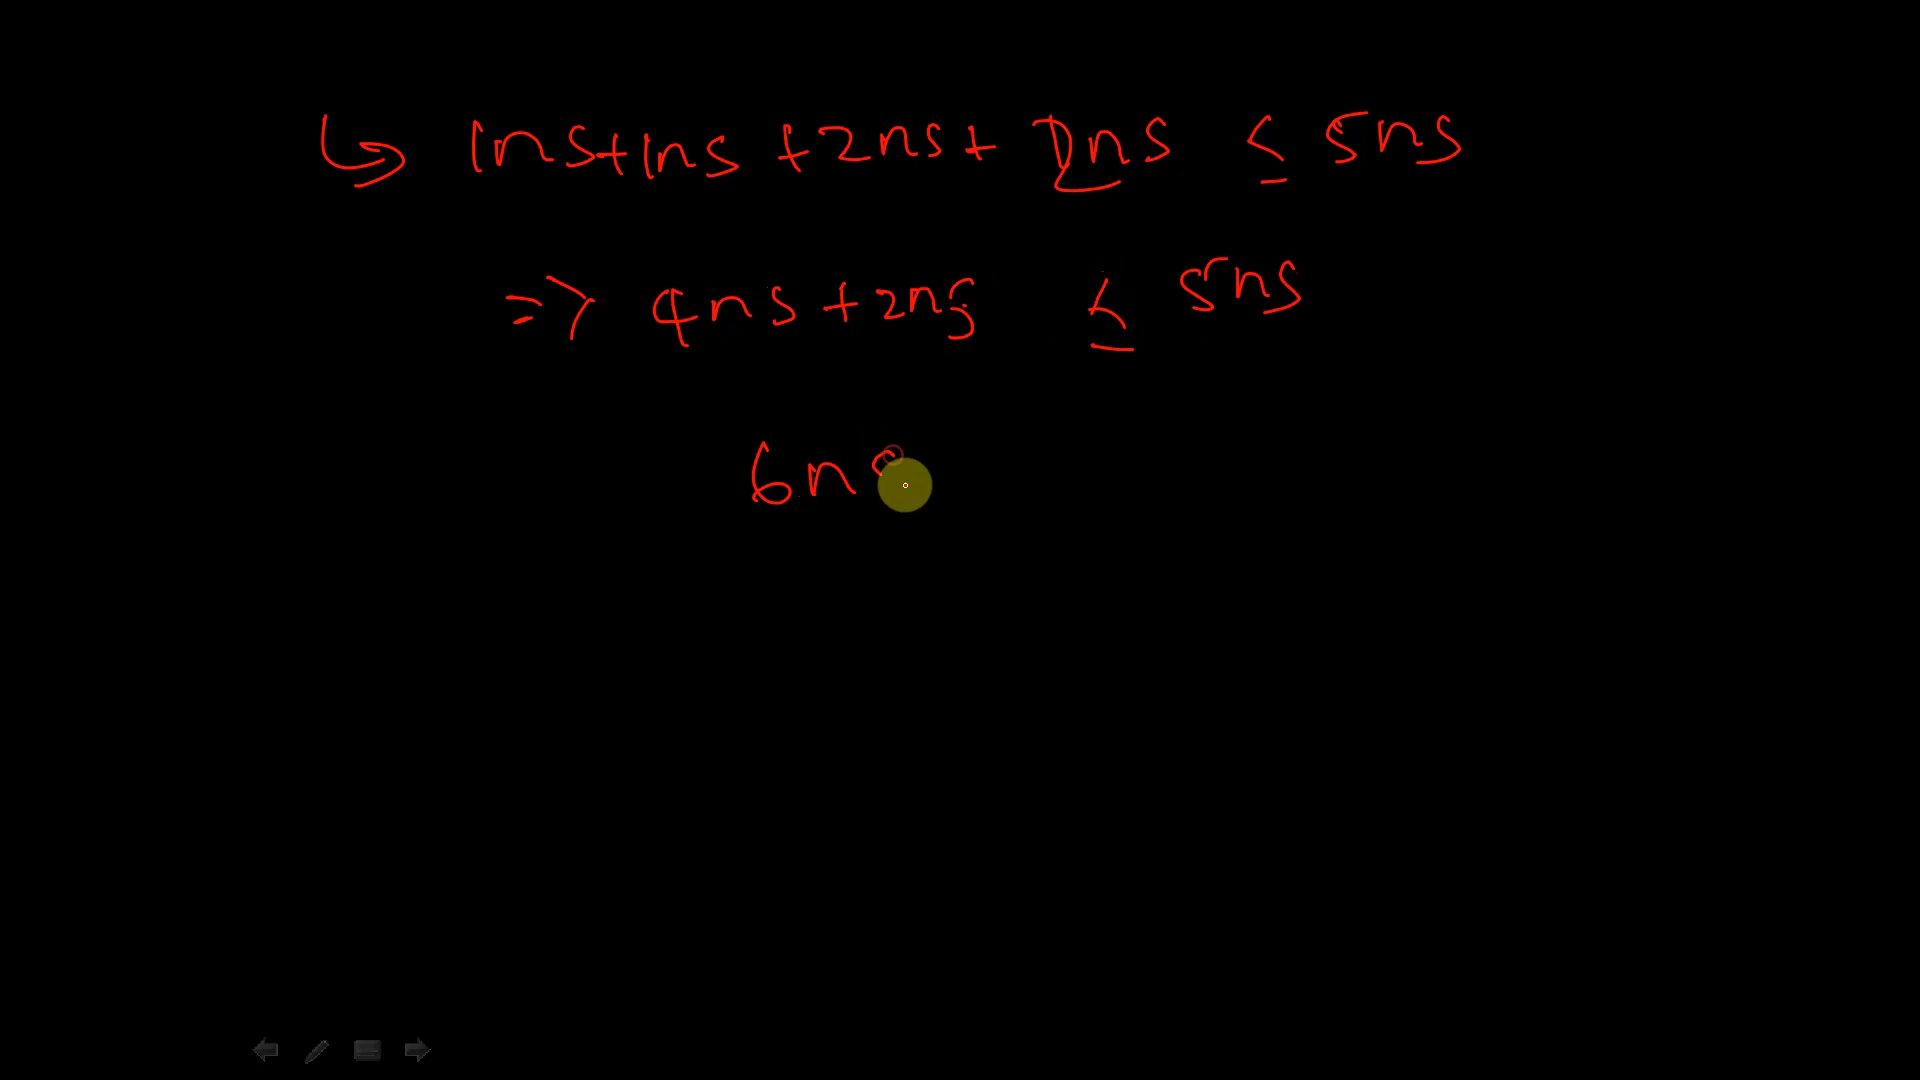 ↳ 1ns+1ns+2ns+2ns ≤ 5ns
=> 4ns+2ns ≤ 5ns
6ns